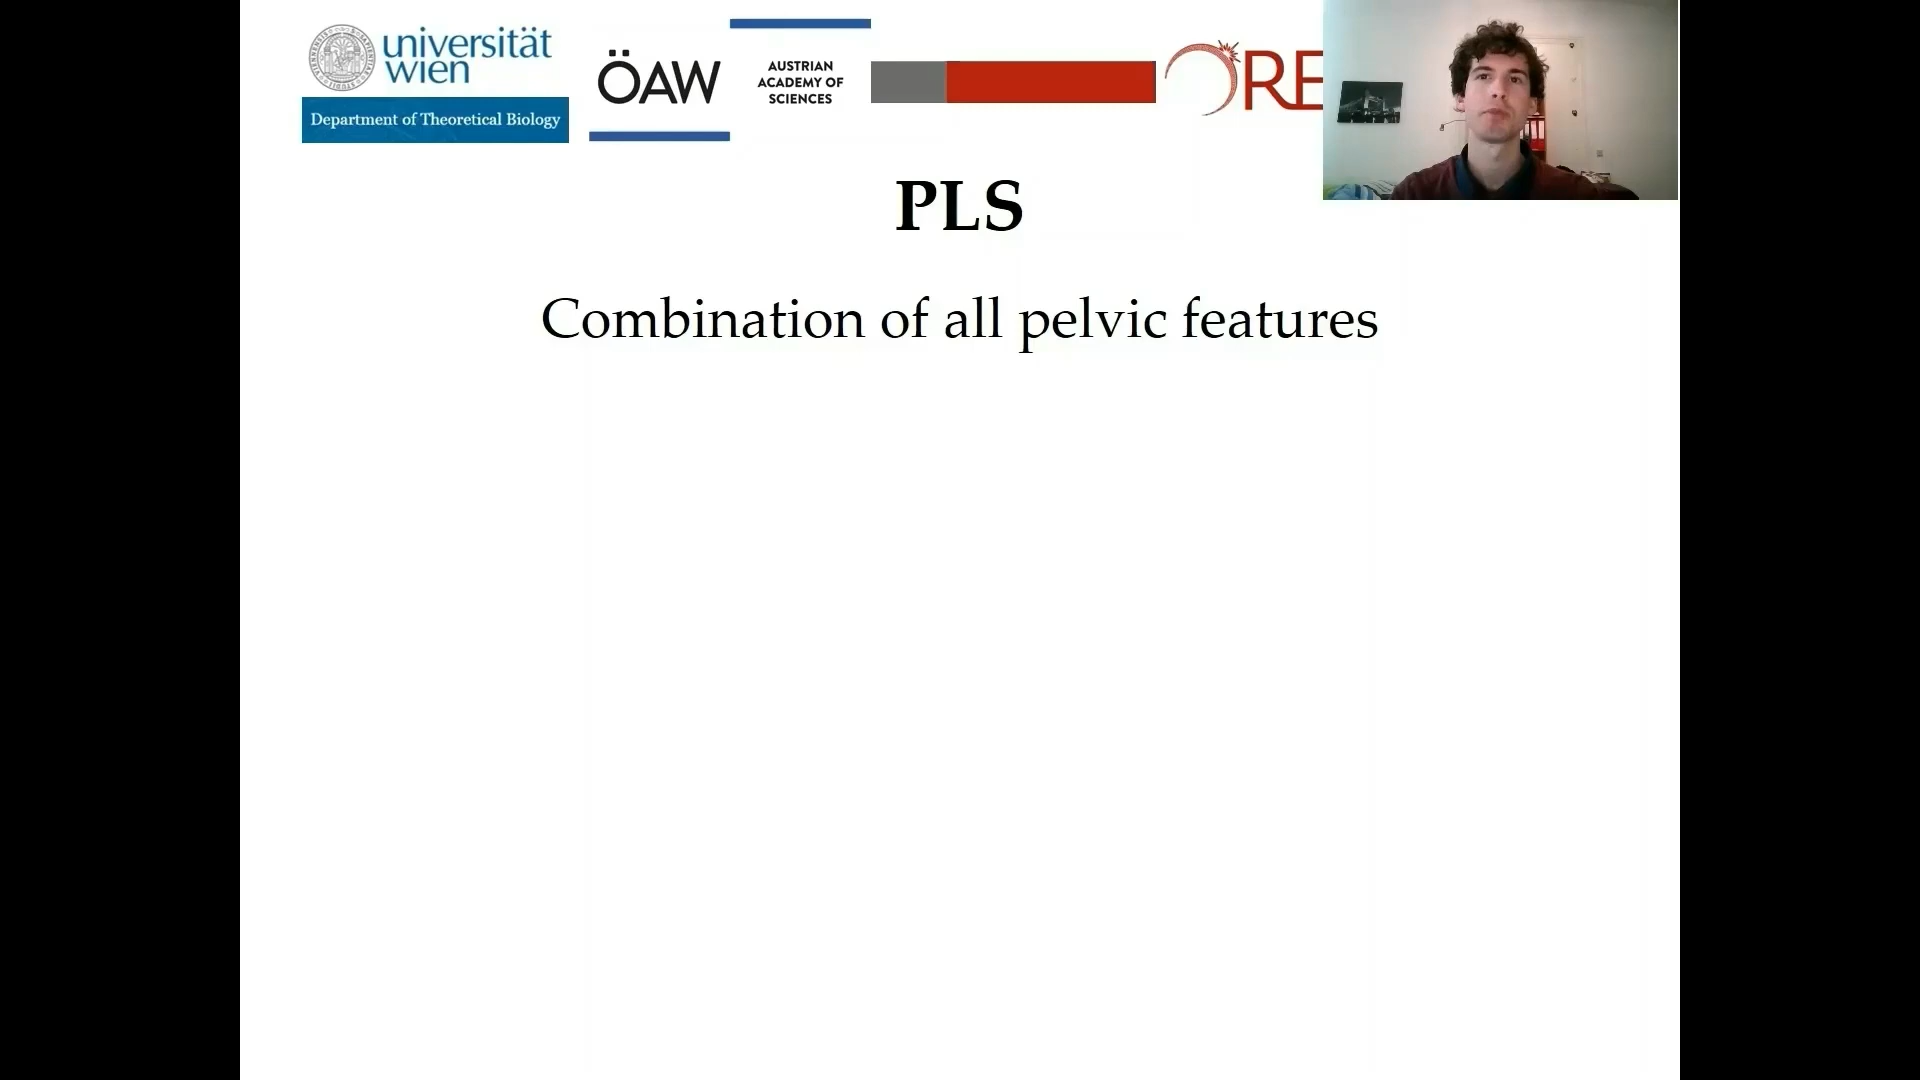 universität
wien
Department of Theoretical Biology
ÖAW
AUSTRIAN
ACADEMY OF
SCIENCES
PLS
Combination of all pelvic features